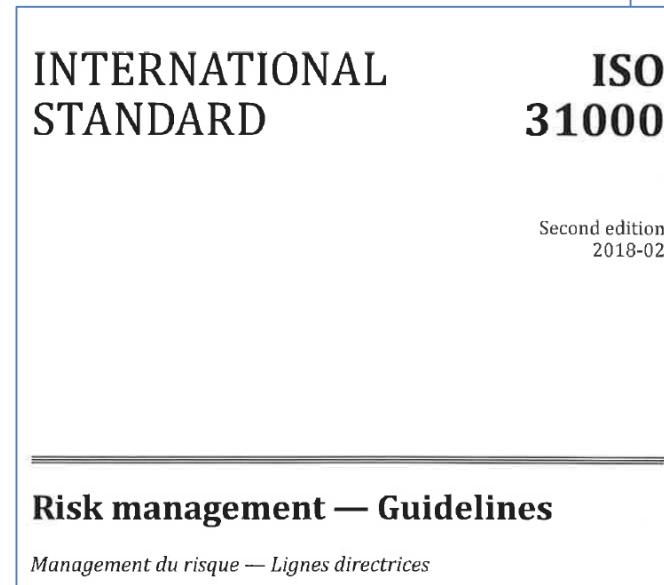 INTERNATIONAL
STANDARD
ISO
31000
Second edition
2018-02
Risk management — Guidelines
Management du risque — Lignes directrices